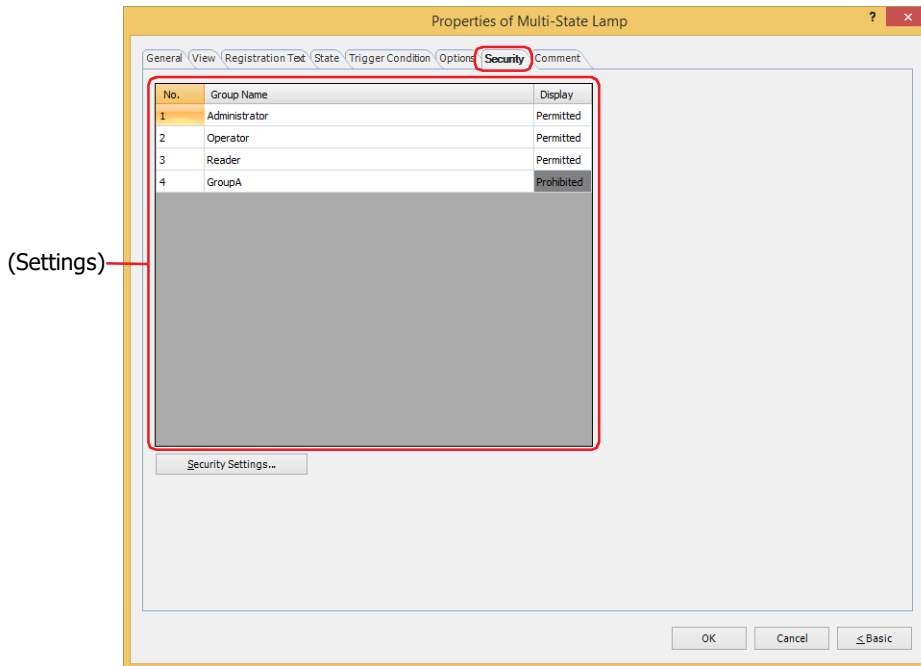 Properties of Multi-State Lamp ? ×
General View Registration Text State Trigger Condition Options Security Comment
No. Group Name Display
1 Administrator Permitted
2 Operator Permitted
3 Reader Permitted
4 GroupA Prohibited
(Settings)
Security Settings...
OK Cancel < Basic